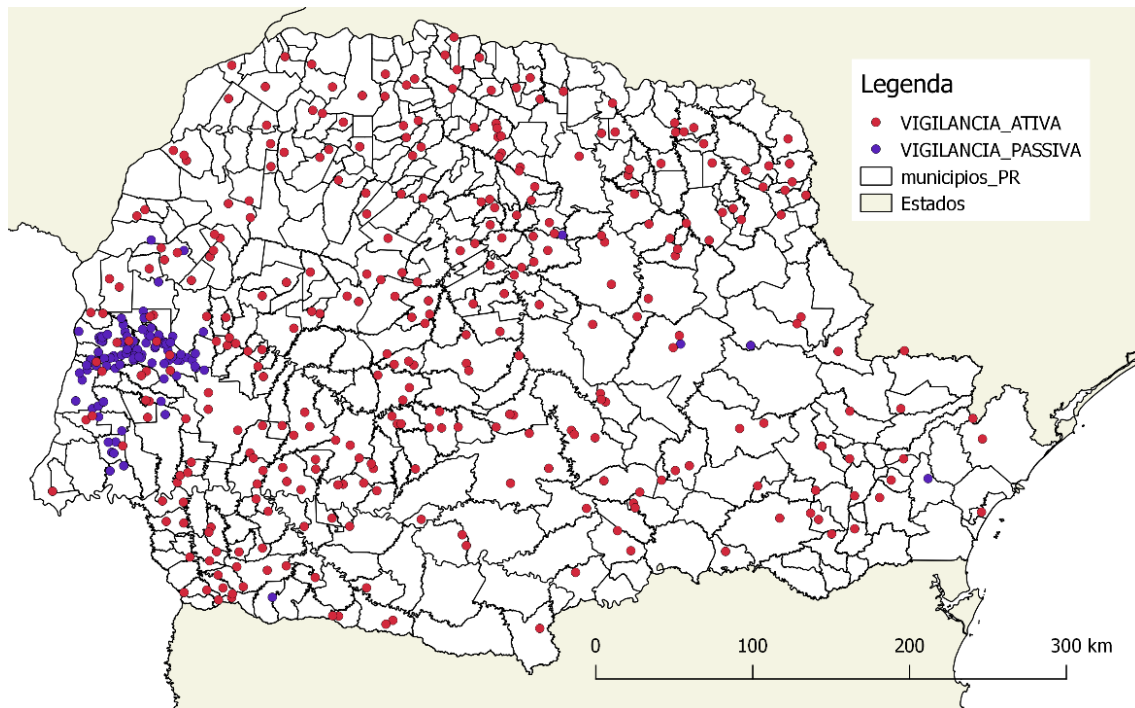 Legenda
VIGILANCIA_ATIVA
VIGILANCIA_PASSIVA
municipios_PR
Estados
0 100 200 300 km